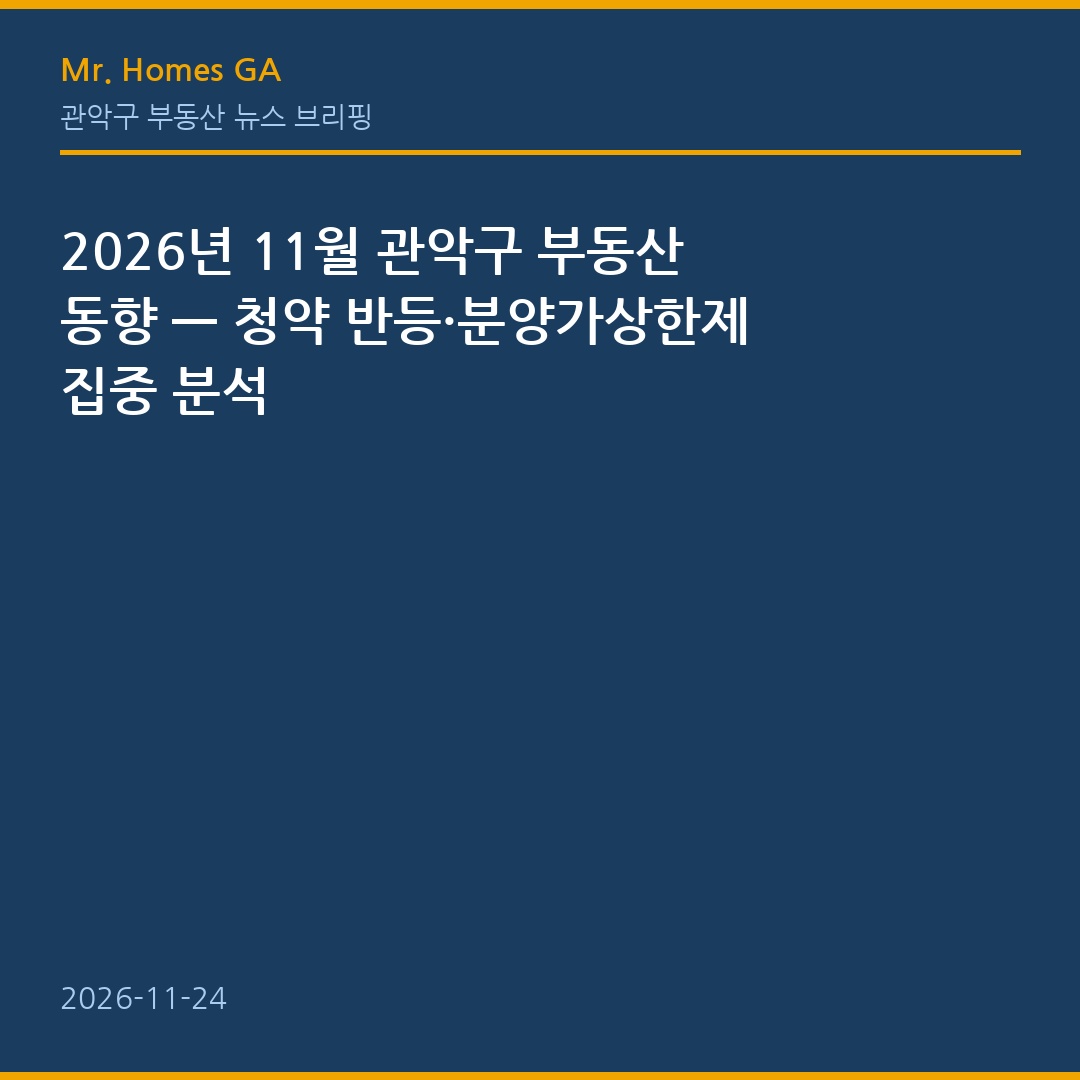 Mr. Homes GA
관악구 부동산 뉴스 브리핑
2026년 11월 관악구 부동산
동향 — 청약 반등·분양가상한제
집중 분석
2026-11-24